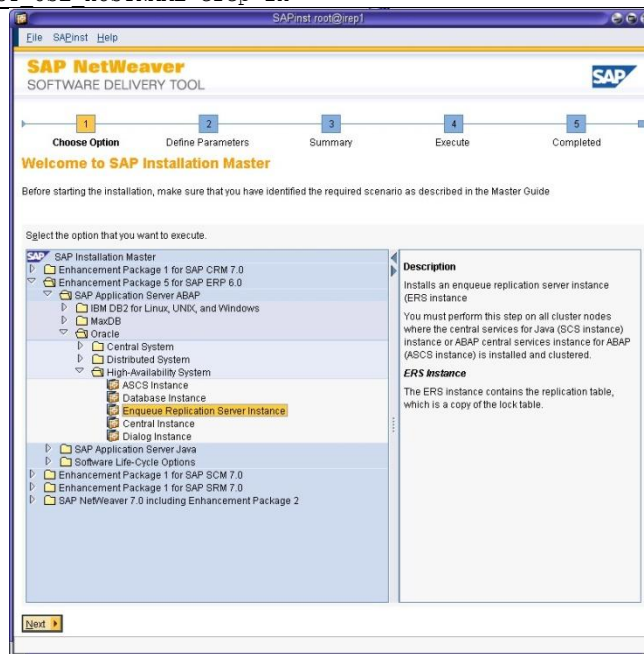 SAPinst root@irep1
File SAPinst Help
SAP NetWeaver
SOFTWARE DELIVERY TOOL
SAP
1 2 3 4 5
Choose Option Define Parameters Summary Execute Completed
Welcome to SAP Installation Master
Before starting the installation, make sure that you have identified the required scenario as described in the Master Guide
Select the option that you want to execute.
SAP SAP Installation Master
Enhancement Package 1 for SAP CRM 7.0
Enhancement Package 5 for SAP ERP 6.0
SAP Application Server ABAP
IBM DB2 for Linux, UNIX, and Windows
MaxDB
Oracle
Central System
Distributed System
High-Availability System
ASCS Instance
Database Instance
Enqueue Replication Server Instance
Central Instance
Dialog Instance
SAP Application Server Java
Software Life-Cycle Options
Enhancement Package 1 for SAP SCM 7.0
Enhancement Package 1 for SAP SRM 7.0
SAP NetWeaver 7.0 including Enhancement Package 2
Description
Installs an enqueue replication server instance
(ERS instance
You must perform this step on all cluster nodes
where the central services for Java (SCS instance)
instance or ABAP central services instance for ABAP
(ASCS instance) is installed and clustered.
ERS Instance
The ERS instance contains the replication table,
which is a copy of the lock table.
Next